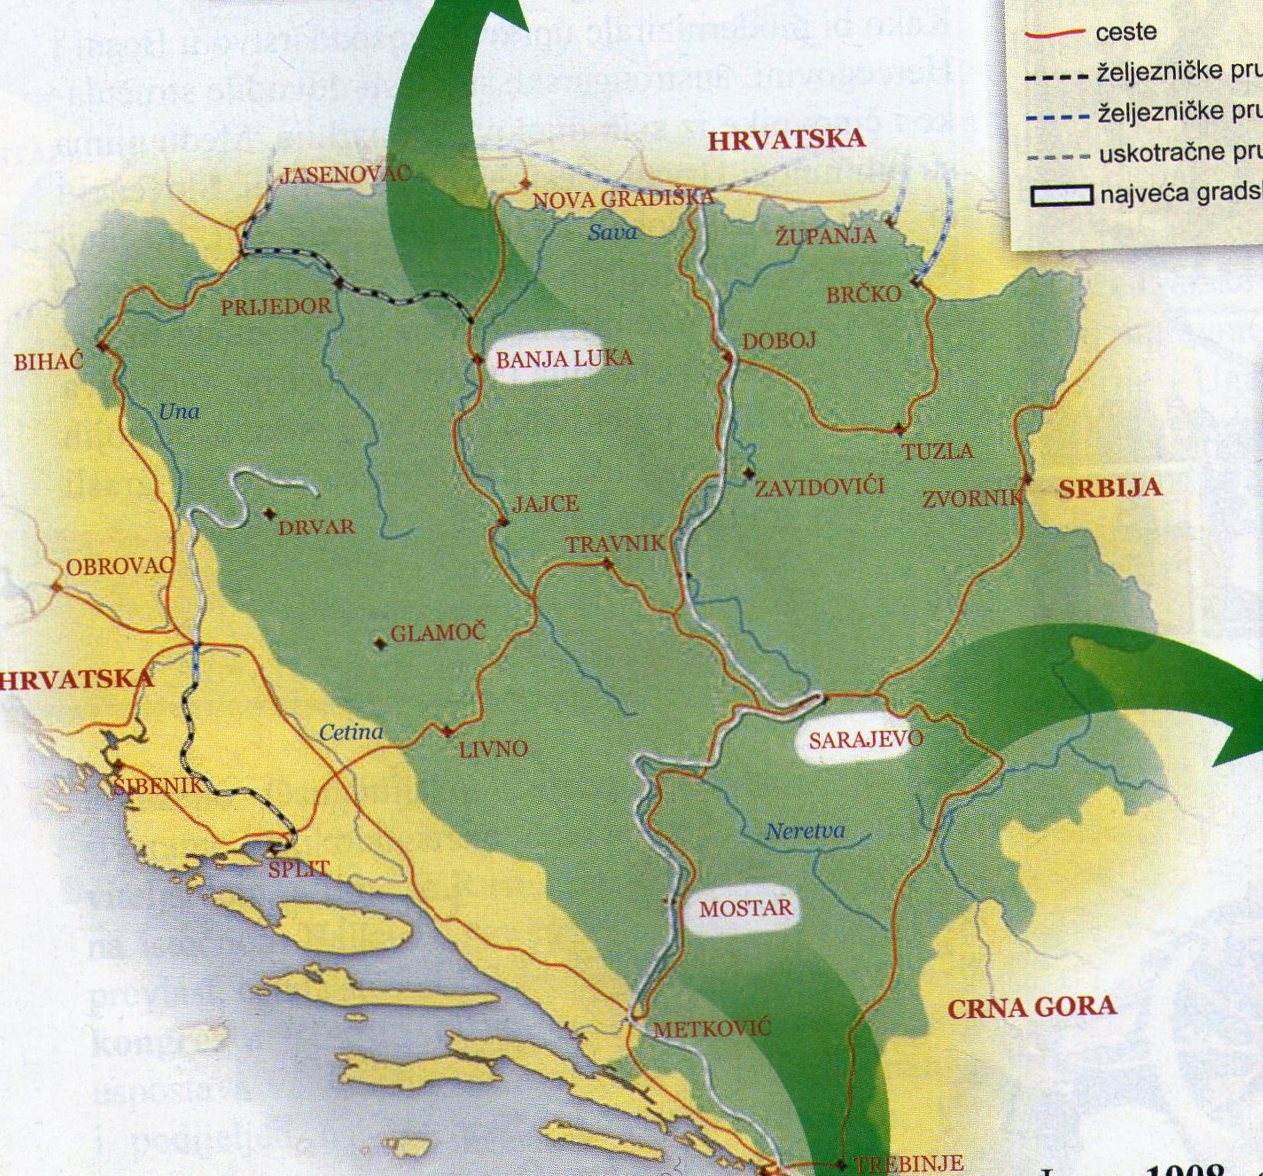 ceste
željezničke pru
željezničke pru
uskotračne pru
najveća gradsk
HRVATSKA
JASENOVAC
NOVA GRADIŠKA
Sava
ŽUPANJA
PRIJEDOR
BRČKO
DOBOJ
BIHAĆ
BANJA LUKA
Una
TUZLA
ZAVIDOVIĆI
ZVORNIK
SRBIJA
JAJCE
DRVAR
TRAVNIK
OBROVAC
GLAMOČ
HRVATSKA
Cetina
LIVNO
SARAJEVO
ŠIBENIK
Neretva
SPLIT
MOSTAR
CRNA GORA
METKOVIĆ
TREBINJE
1908